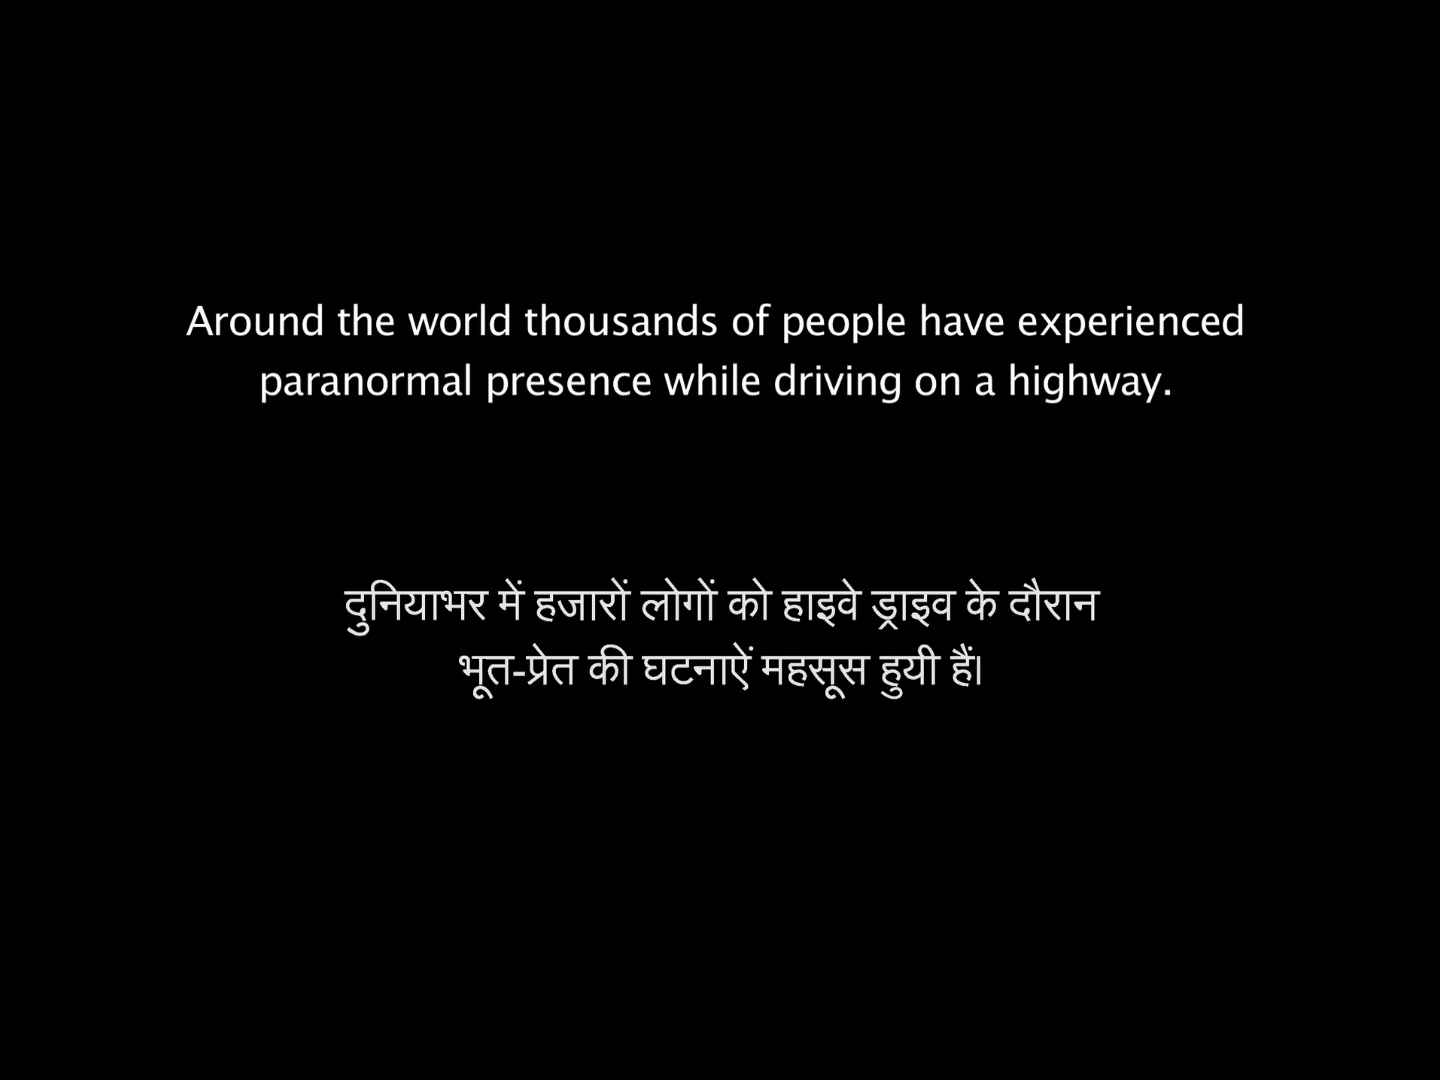 Around the world thousands of people have experienced
paranormal presence while driving on a highway.
दुनियाभर में हजारों लोगों को हाइवे ड्राइव के दौरान
भूत-प्रेत की घटनाऐं महसूस हुयी हैं।